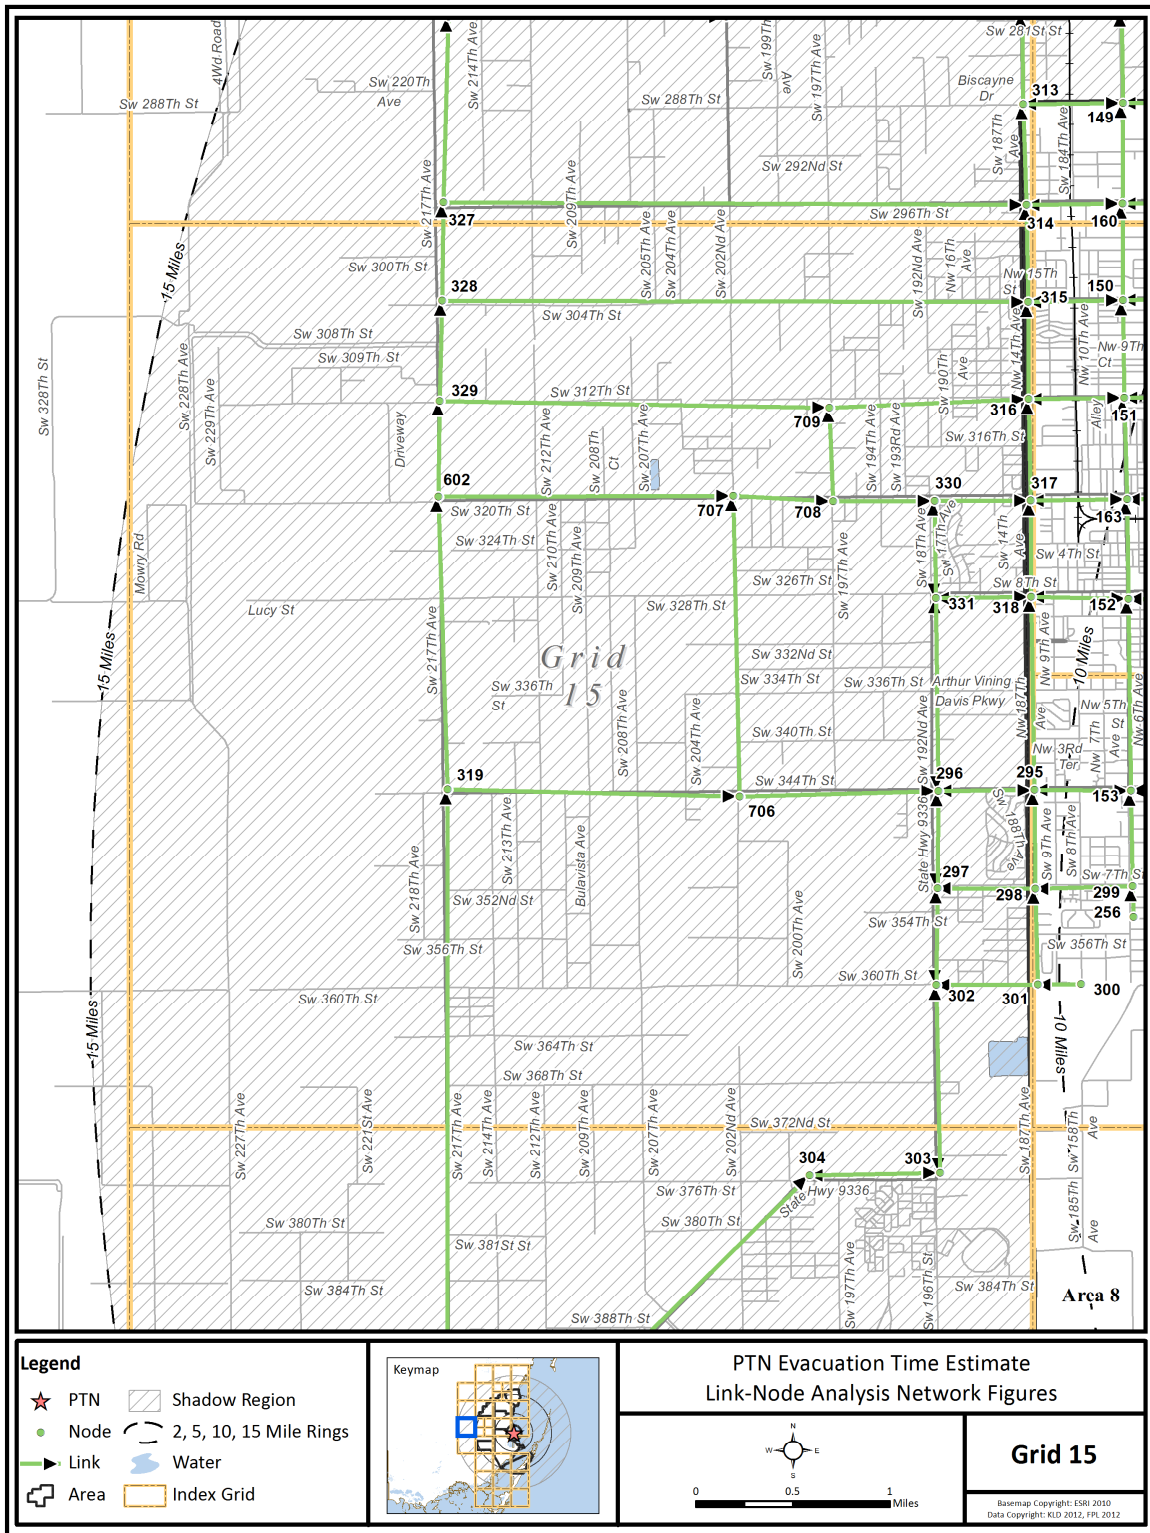 Sw 281St St
4Wd Road
Sw 214Th Ave
Sw 199Th
Ave
Sw 197Th Ave
Sw 220Th
Ave
Biscayne
Dr
313
Sw 288Th St
Sw 288Th St
149
Sw 187Th
Ave
Sw 184Th Ave
Sw 292Nd St
Sw 217Th Ave
Sw 209Th Ave
327
Sw 296Th St
314
160
Sw 205Th Ave
Sw 204Th Ave
Sw 202Nd Ave
Sw 192Nd Ave
Nw 16Th
Ave
15 Miles
Sw 300Th St
Nw 15Th
St
328
315
150
Sw 304Th St
Sw 308Th St
Sw 309Th St
Nw 14Th Ave
Nw 10Th Ave
Nw 9Th
Ct
Sw 328Th St
Sw 228Th Ave
Sw 229Th Ave
Sw 190Th
Ave
329
Sw 312Th St
709
316
151
Alley
Driveway
Sw 212Th Ave
Sw 208Th
Ct
Sw 207Th Ave
Sw 194Th Ave
Sw 193Rd Ave
Sw 316Th St
602
330
317
Sw 320Th St
707
708
163
Mowry Rd
Sw 324Th St
Sw 210Th Ave
Sw 209Th Ave
Sw 326Th St
Sw 197Th Ave
Sw 18Th Ave
Sw 17Th Ave
Sw 14Th
Ave
Sw 4Th St
Sw 8Th St
Lucy St
Sw 328Th St
331
318
152
15 Miles
Sw 217Th Ave
Grid
15
Sw 332Nd St
Sw 334Th St
Sw 336Th St
Arthur Vining
Davis Pkwy
Nw 9Th Ave
10 Miles
Sw 336Th
St
Sw 208Th Ave
Sw 204Th Ave
Sw 340Th St
Sw 192Nd Ave
Nw 187Th
Ave
Nw 5Th
St
Nw 7Th
Ave
Nw 6Th Ave
Nw 3Rd
Ter
319
Sw 344Th St
296
295
153
706
Sw 213Th Ave
Bulavista Ave
State Hwy 9336
Sw
188Th Ave
Sw 9Th Ave
Sw 8Th Ave
Sw 218Th Ave
297
Sw 7Th St
298
299
256
Sw 352Nd St
Sw 354Th St
Sw 356Th St
Sw 200Th Ave
Sw 356Th St
Sw 360Th St
Sw 360Th St
302
301
300
15 Miles
10 Miles
Sw 364Th St
Sw 368Th St
Sw 227Th Ave
Sw 221St Ave
Sw 217Th Ave
Sw 214Th Ave
Sw 212Th Ave
Sw 209Th Ave
Sw 207Th Ave
Sw 202Nd Ave
Sw 372Nd St
Sw 187Th Ave
Sw 158Th
Ave
304
303
Sw 376Th St
State
Hwy 9336
Sw 185Th
Ave
Sw 380Th St
Sw 380Th St
Sw 381St St
Sw 384Th St
Sw 384Th St
Sw 197Th Ave
Sw 196Th St
Area 8
Sw 388Th St
Legend
PTN
Shadow Region
Node
2, 5, 10, 15 Mile Rings
Link
Water
Area
Index Grid
Keymap
PTN Evacuation Time Estimate
Link-Node Analysis Network Figures
N
W
E
S
0
0.5
1
Miles
Grid 15
Basemap Copyright: ESRI 2010
Data Copyright: KLD 2012, FPL 2012